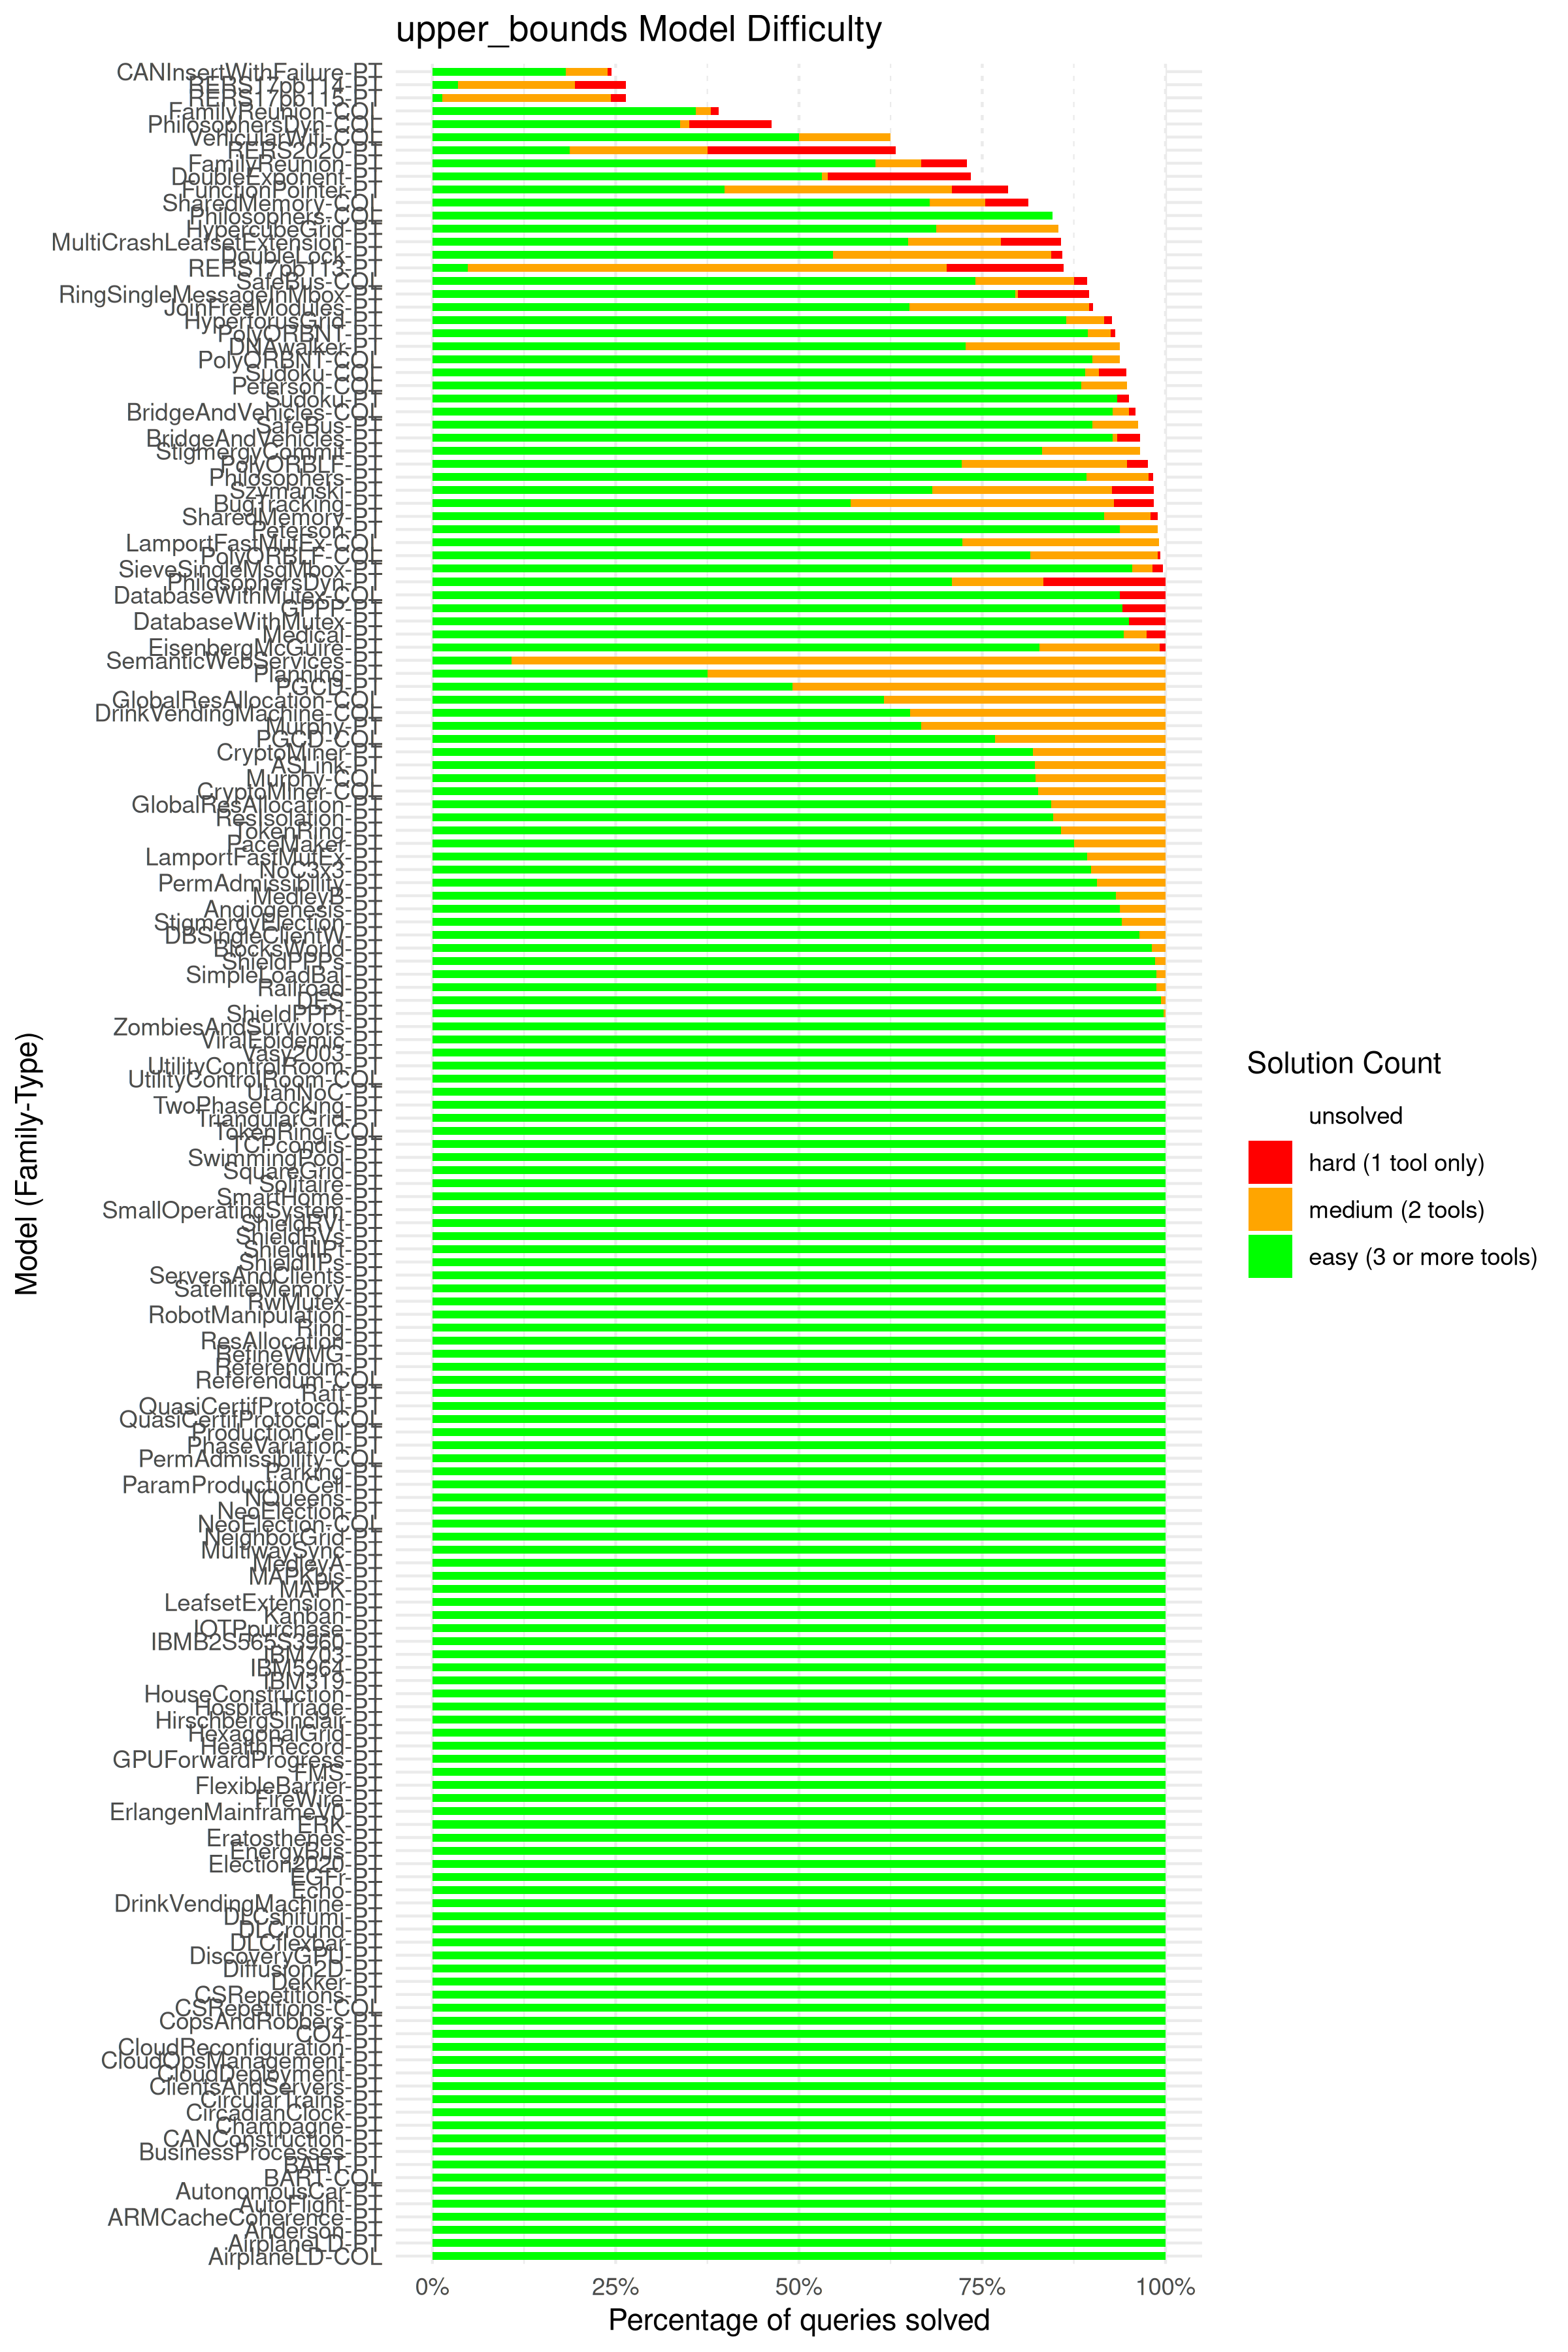 upper_bounds Model Difficulty
CANInsertWithFailure-PT
RERS17pb114-PT
RERS17pb115-PT
FamilyReunion-COL
PhilosophersDyn-COL
VehicularWifi-COL
RERS2020-PT
FamilyReunion-PT
DoubleExponent-PT
FunctionPointer-PT
SharedMemory-COL
Philosophers-COL
HypercubeGrid-PT
MultiCrashLeafsetExtension-PT
DoubleLock-PT
RERS17pb113-PT
SafeBus-COL
RingSingleMessageInMbox-PT
JoinFreeModules-PT
HypertorusGrid-PT
PolyORBNT-PT
DNAwalker-PT
PolyORBNT-COL
Sudoku-COL
Peterson-COL
Sudoku-PT
BridgeAndVehicles-COL
SafeBus-PT
BridgeAndVehicles-PT
StigmergyCommit-PT
PolyORBLF-PT
Philosophers-PT
Szymanski-PT
BugTracking-PT
SharedMemory-PT
Peterson-PT
LamportFastMutEx-COL
PolyORBLF-COL
SieveSingleMsgMbox-PT
PhilosophersDyn-PT
DatabaseWithMutex-COL
GPPP-PT
DatabaseWithMutex-PT
Medical-PT
EisenbergMcGuire-PT
SemanticWebServices-PT
Planning-PT
PGCD-PT
GlobalResAllocation-COL
DrinkVendingMachine-COL
Murphy-PT
PGCD-COL
CryptoMiner-PT
ASLink-PT
Murphy-COL
CryptoMiner-COL
GlobalResAllocation-PT
ResIsolation-PT
TokenRing-PT
PaceMaker-PT
LamportFastMutEx-PT
NoC3x3-PT
PermAdmissibility-PT
MedleyB-PT
Angiogenesis-PT
StigmergyElection-PT
DBSingleClientW-PT
BlocksWorld-PT
ShieldPPPs-PT
SimpleLoadBal-PT
Railroad-PT
DES-PT
ShieldPPPt-PT
ZombiesAndSurvivors-PT
ViralEpidemic-PT
Vasy2003-PT
UtilityControlRoom-PT
UtilityControlRoom-COL
UtahNoC-PT
TwoPhaseLocking-PT
TriangularGrid-PT
TokenRing-COL
TCPcondis-PT
SwimmingPool-PT
SquareGrid-PT
Solitaire-PT
SmartHome-PT
SmallOperatingSystem-PT
ShieldRVt-PT
ShieldRVs-PT
ShieldIIPt-PT
ShieldIIPs-PT
ServersAndClients-PT
SatelliteMemory-PT
RwMutex-PT
RobotManipulation-PT
Ring-PT
ResAllocation-PT
RefineWMG-PT
Referendum-PT
Referendum-COL
Raft-PT
QuasiCertifProtocol-PT
QuasiCertifProtocol-COL
ProductionCell-PT
PhaseVariation-PT
PermAdmissibility-COL
Parking-PT
ParamProductionCell-PT
NQueens-PT
NeoElection-PT
NeoElection-COL
NeighborGrid-PT
MultiwaySync-PT
MedleyA-PT
MAPKbis-PT
MAPK-PT
LeafsetExtension-PT
Kanban-PT
IOTPpurchase-PT
IBMB2S565S3960-PT
IBM703-PT
IBM5964-PT
IBM319-PT
HouseConstruction-PT
HospitalTriage-PT
HirschbergSinclair-PT
HexagonalGrid-PT
HealthRecord-PT
GPUForwardProgress-PT
FMS-PT
FlexibleBarrier-PT
FireWire-PT
ErlangenMainframeV0-PT
ERK-PT
Eratosthenes-PT
EnergyBus-PT
Election2020-PT
EGFr-PT
Echo-PT
DrinkVendingMachine-PT
DLCshifumi-PT
DLCround-PT
DLCflexbar-PT
DiscoveryGPU-PT
Diffusion2D-PT
Dekker-PT
CSRepetitions-PT
CSRepetitions-COL
CopsAndRobbers-PT
CO4-PT
CloudReconfiguration-PT
CloudOpsManagement-PT
CloudDeployment-PT
ClientsAndServers-PT
CircularTrains-PT
CircadianClock-PT
Champagne-PT
CANConstruction-PT
BusinessProcesses-PT
BART-PT
BART-COL
AutonomousCar-PT
AutoFlight-PT
ARMCacheCoherence-PT
Anderson-PT
AirplaneLD-PT
AirplaneLD-COL
Model (Family-Type)
0%
25%
50%
75%
100%
Percentage of queries solved
Solution Count
unsolved
hard (1 tool only)
medium (2 tools)
easy (3 or more tools)